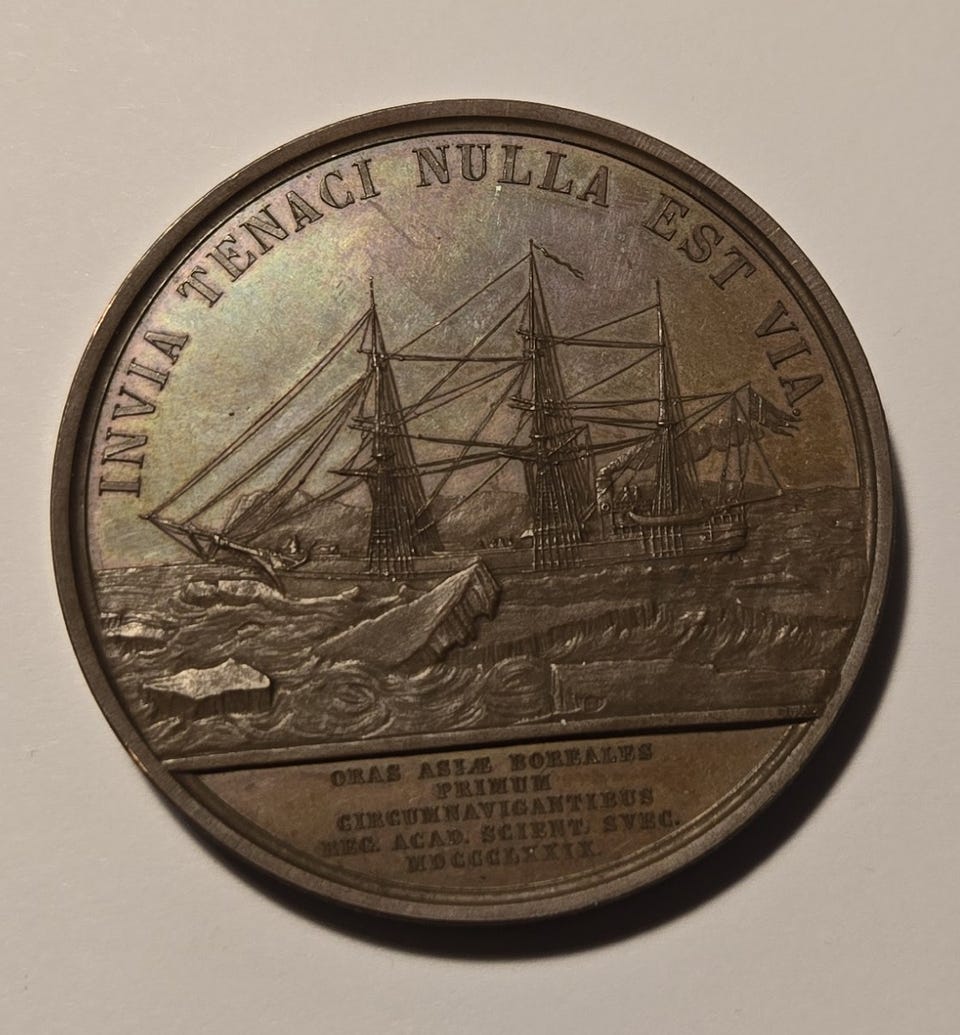 INVIA TENACI NULLA EST VIA.
ORAS ASIÆ BOREALES
PRIMUM
CIRCUMNAVIGANTIBUS
REG. ACAD. SCIENT. SVEC.
MDCCCLXXIX.